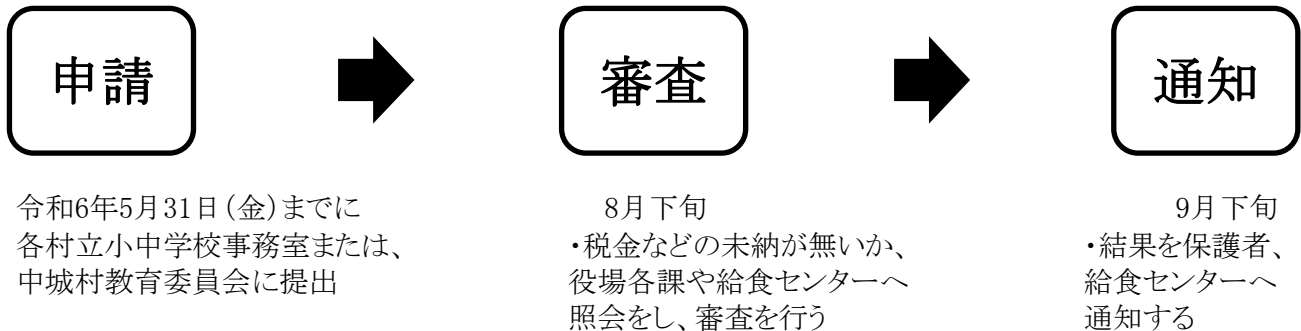 申請
審査
通知
令和6年5月31日（金）までに
各村立小中学校事務室または、
中城村教育委員会に提出
8月下旬
・税金などの未納が無いか、
役場各課や給食センターへ
照会をし、審査を行う
9月下旬
・結果を保護者、
給食センターへ
通知する